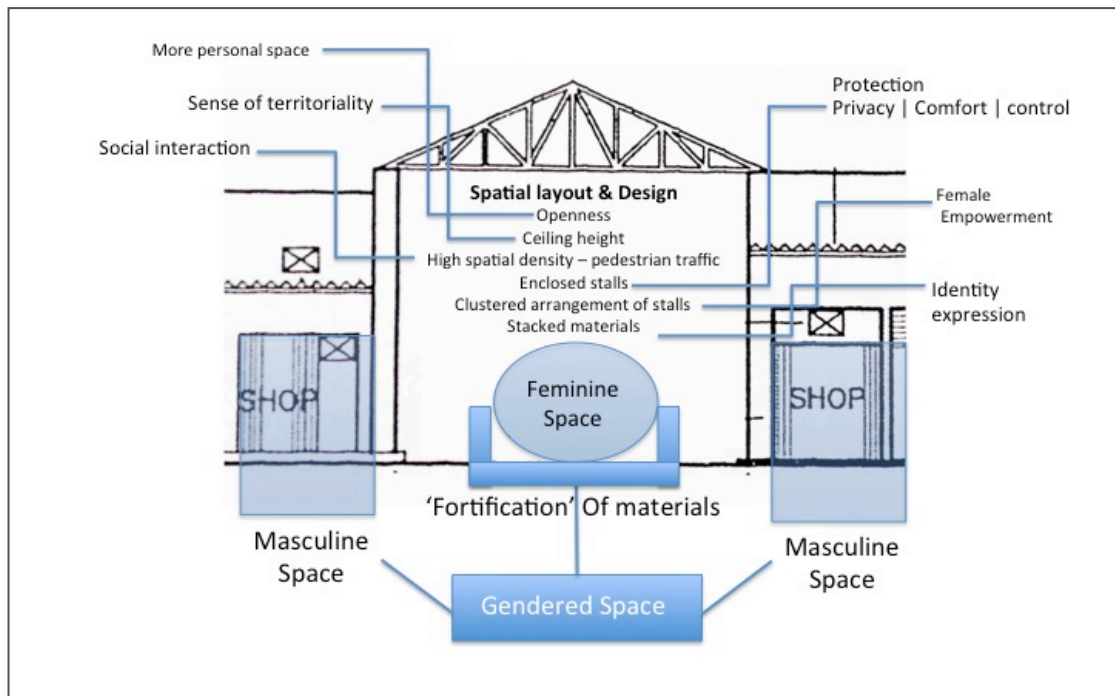 More personal space
Sense of territoriality
Social interaction
Protection
Privacy | Comfort | control
Female
Empowerment
Identity
expression
Spatial layout & Design
Openness
Ceiling height
High spatial density – pedestrian traffic
Enclosed stalls
Clustered arrangement of stalls
Stacked materials
SHOP
Feminine
Space
SHOP
‘Fortification’ Of materials
Masculine
Space
Masculine
Space
Gendered Space